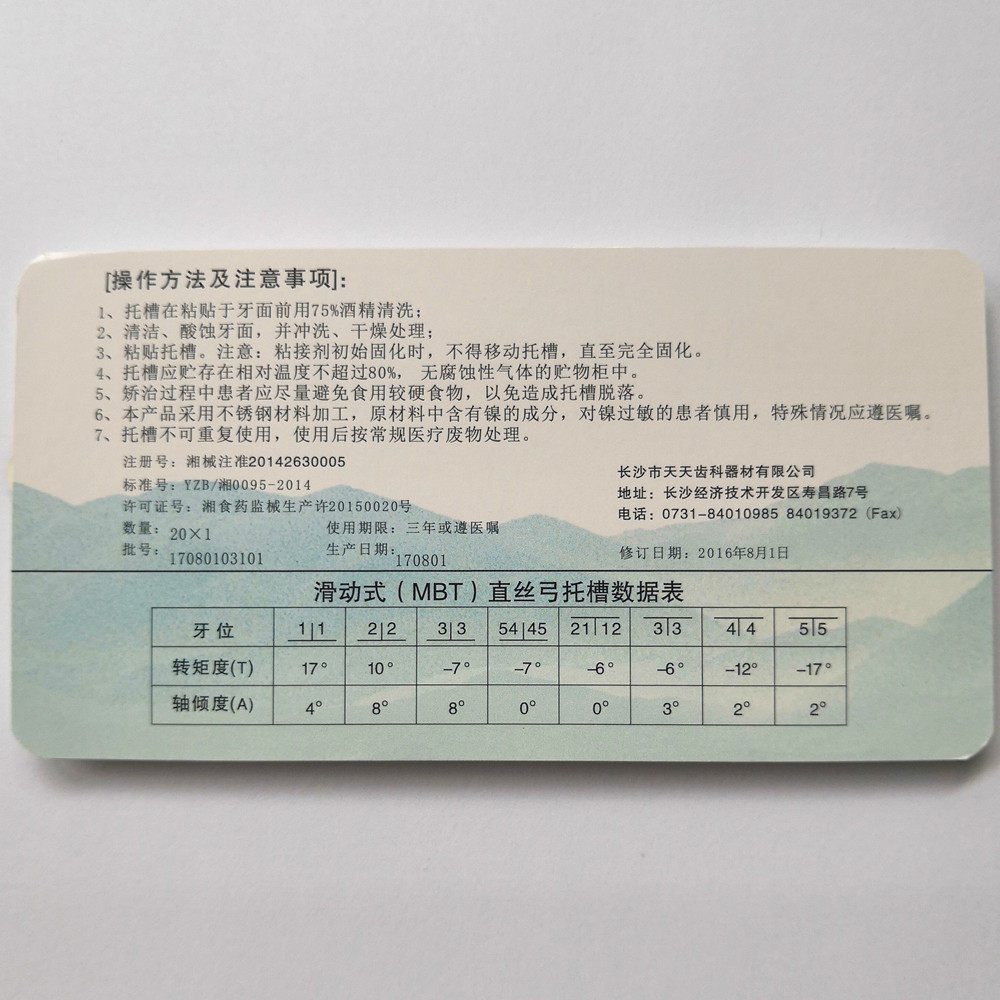 [操作方法及注意事项]：
1、托槽在粘贴于牙面前用75%酒精清洗；
2、清洁、酸蚀牙面，并冲洗、干燥处理；
3、粘贴托槽。注意：粘接剂初始固化时，不得移动托槽，直至完全固化。
4、托槽应贮存在相对温度不超过80%， 无腐蚀性气体的贮物柜中。
5、矫治过程中患者应尽量避免食用较硬食物，以免造成托槽脱落。
6、本产品采用不锈钢材料加工，原材料中含有镍的成分，对镍过敏的患者慎用，特殊情况应遵医嘱。
7、托槽不可重复使用，使用后按常规医疗废物处理。
注册号：湘械注准20142630005
标准号：YZB/湘0095-2014
许可证号：湘食药监械生产许20150020号
数量： 20×1 使用期限：三年或遵医嘱
批号： 17080103101 生产日期：170801
长沙市天天齿科器材有限公司
地址：长沙经济技术开发区寿昌路7号
电话：0731-84010985 84019372（Fax）
修订日期：2016年8月1日
滑动式（MBT）直丝弓托槽数据表
牙位 1|1 2|2 3|3 54|45 21|12 3|3 4|4 5|5
转矩度(T) 17° 10° -7° -7° -6° -6° -12° -17°
轴倾度(A) 4° 8° 8° 0° 0° 3° 2° 2°